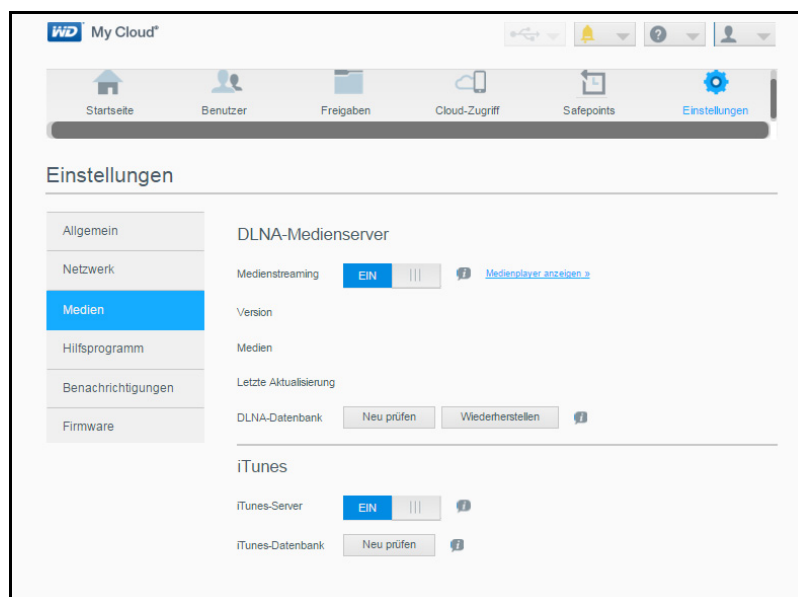 WD My Cloud®
Startseite Benutzer Freigaben Cloud-Zugriff Safepoints Einstellungen
Einstellungen
Allgemein
Netzwerk
Medien
Hilfsprogramm
Benachrichtigungen
Firmware
DLNA-Medienserver
Medienstreaming EIN Medienplayer anzeigen »
Version
Medien
Letzte Aktualisierung
DLNA-Datenbank Neu prüfen Wiederherstellen
iTunes
iTunes-Server EIN
iTunes-Datenbank Neu prüfen